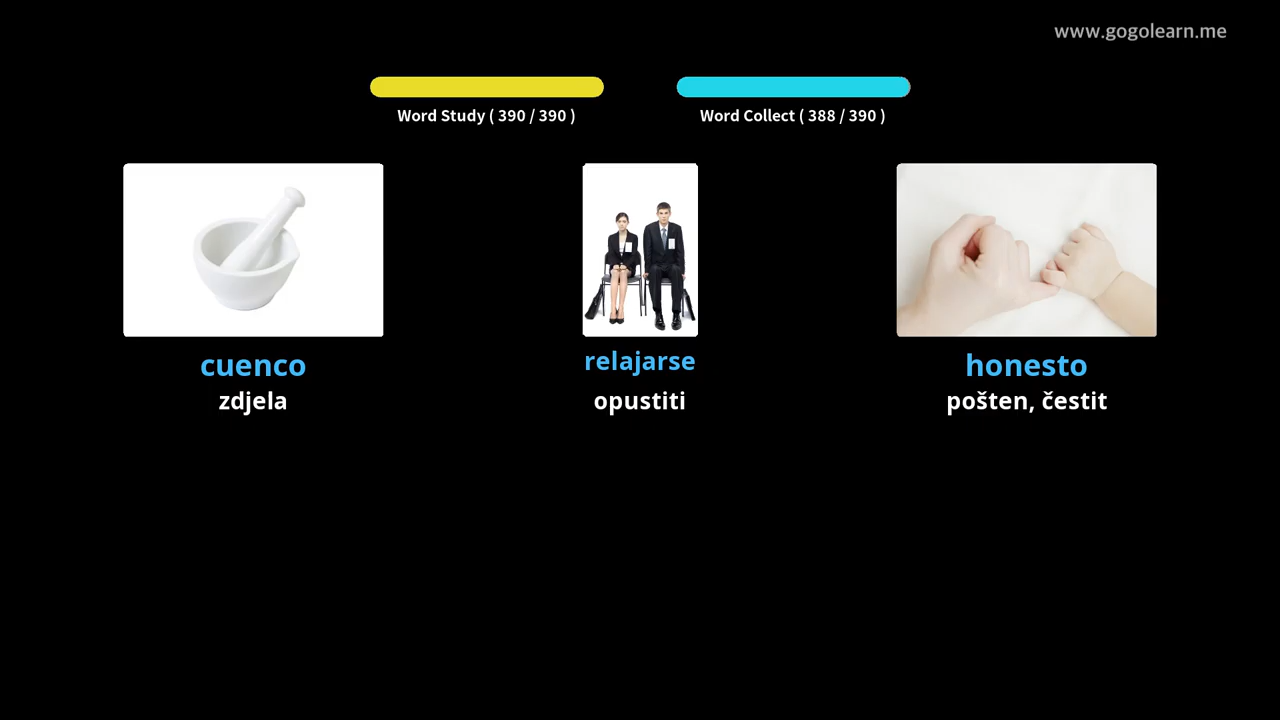 www.gogolearn.me
Word Study ( 390 / 390 )
Word Collect ( 388 / 390 )
cuenco
zdjela
relajarse
opustiti
honesto
pošten, čestit